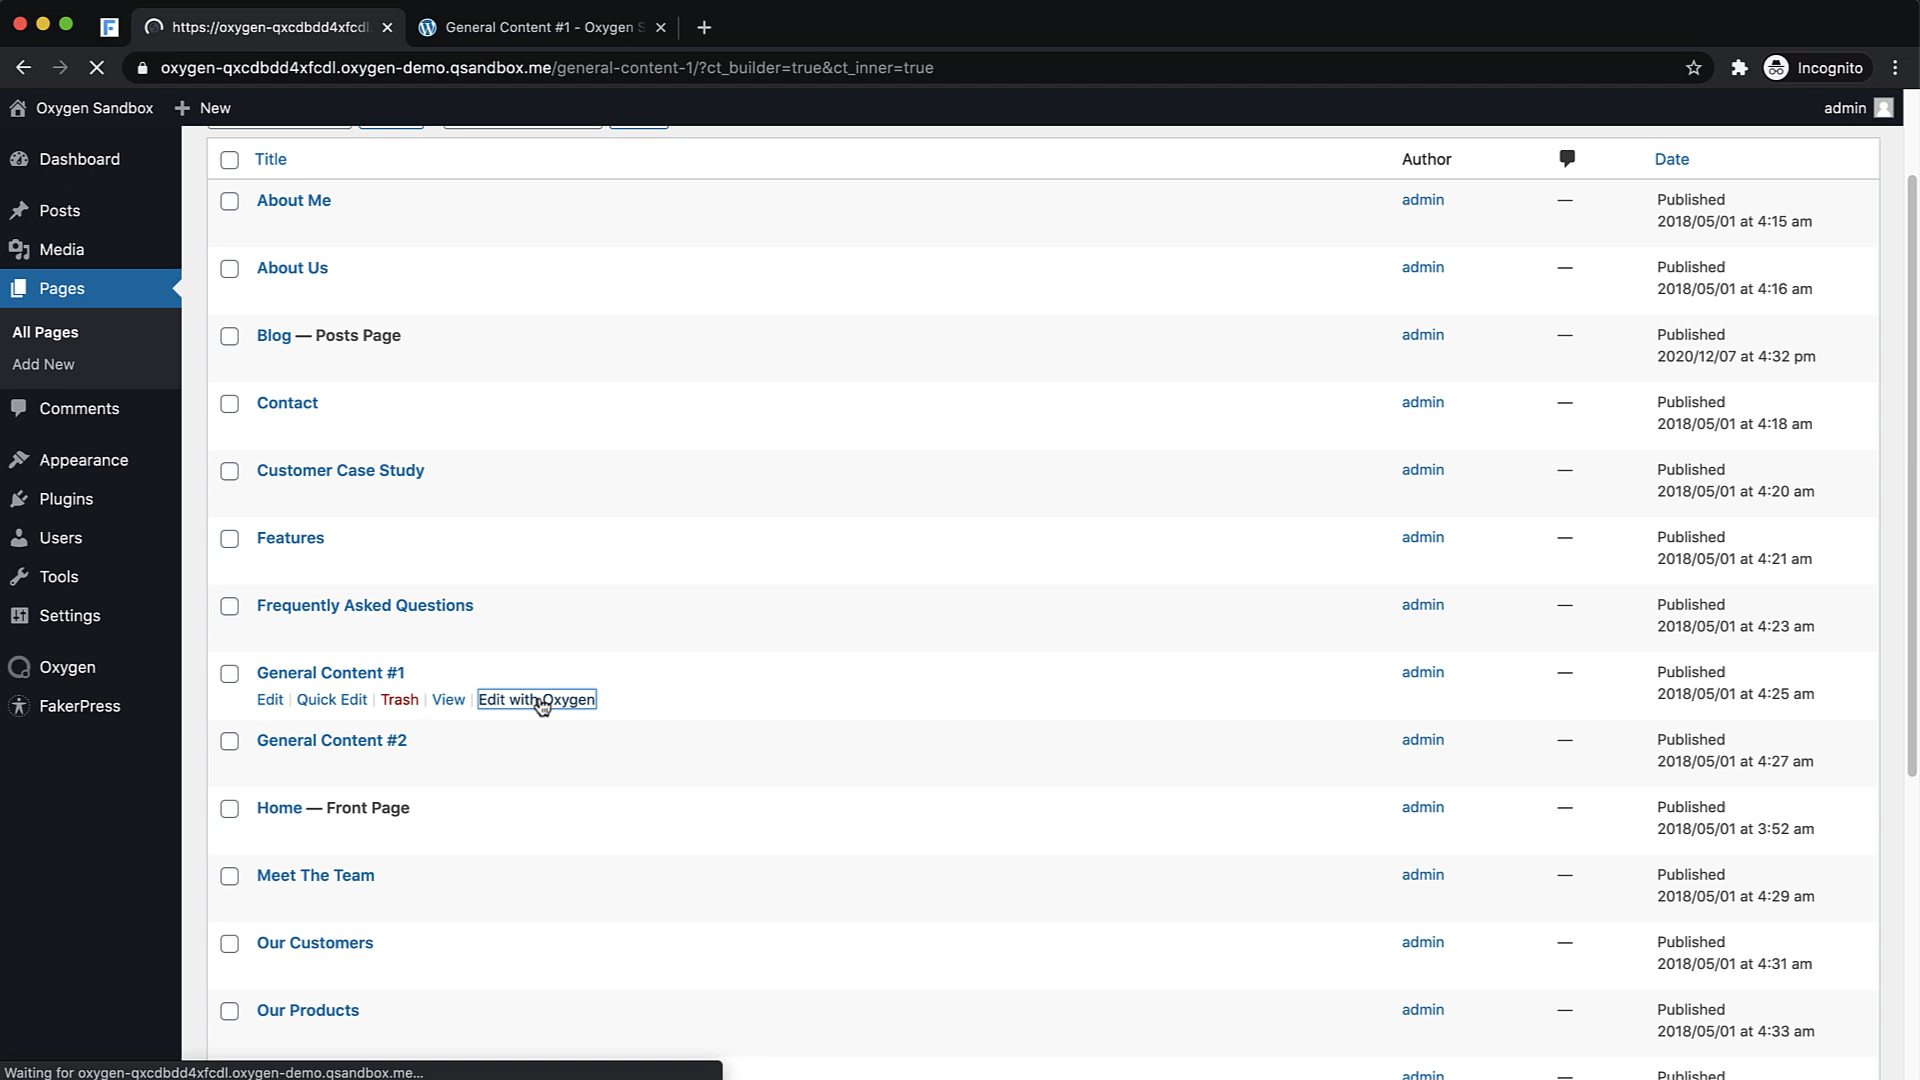 https://oxygen-qxcdbdd4xfcdl
General Content #1 - Oxygen S
oxygen-qxcdbdd4xfcdl.oxygen-demo.qsandbox.me/general-content-1/?ct_builder=true&ct_inner=true
Incognito
Oxygen Sandbox
New
admin
Dashboard
Posts
Media
Pages
All Pages
Add New
Comments
Appearance
Plugins
Users
Tools
Settings
Oxygen
FakerPress
Title Author Date
About Me admin — Published
2018/05/01 at 4:15 am
About Us admin — Published
2018/05/01 at 4:16 am
Blog — Posts Page admin — Published
2020/12/07 at 4:32 pm
Contact admin — Published
2018/05/01 at 4:18 am
Customer Case Study admin — Published
2018/05/01 at 4:20 am
Features admin — Published
2018/05/01 at 4:21 am
Frequently Asked Questions admin — Published
2018/05/01 at 4:23 am
General Content #1 admin — Published
Edit | Quick Edit | Trash | View | Edit with Oxygen 2018/05/01 at 4:25 am
General Content #2 admin — Published
2018/05/01 at 4:27 am
Home — Front Page admin — Published
2018/05/01 at 3:52 am
Meet The Team admin — Published
2018/05/01 at 4:29 am
Our Customers admin — Published
2018/05/01 at 4:31 am
Our Products admin — Published
2018/05/01 at 4:33 am
admin — Published
Waiting for oxygen-qxcdbdd4xfcdl.oxygen-demo.qsandbox.me...